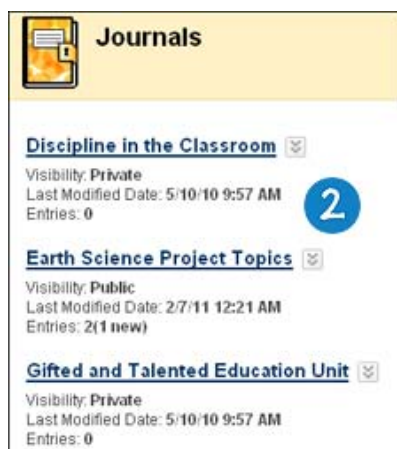 Journals
Discipline in the Classroom
Visibility: Private
Last Modified Date: 5/10/10 9:57 AM
Entries: 0
2
Earth Science Project Topics
Visibility: Public
Last Modified Date: 2/7/11 12:21 AM
Entries: 2(1 new)
Gifted and Talented Education Unit
Visibility: Private
Last Modified Date: 5/10/10 9:57 AM
Entries: 0